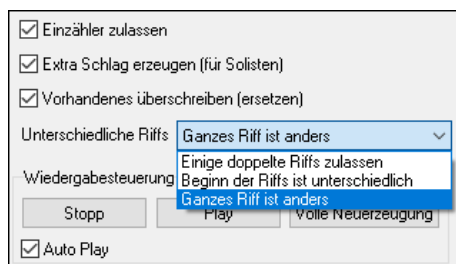 Einzähler zulassen
Extra Schlag erzeugen (für Solisten)
Vorhandenes überschreiben (ersetzen)
Unterschiedliche Riffs Ganzes Riff ist anders
Einige doppelte Riffs zulassen
Wiedergabesteuerung Beginn der Riffs ist unterschiedlich
Ganzes Riff ist anders
Stopp Play Volle Neuerzeugung
Auto Play